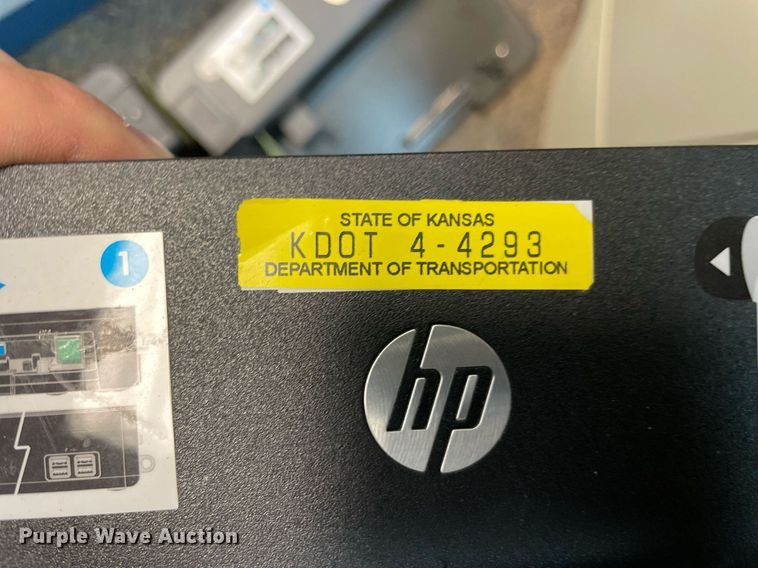 STATE OF KANSAS
KDOT 4-4293
DEPARTMENT OF TRANSPORTATION
1
hp
Purple Wave Auction